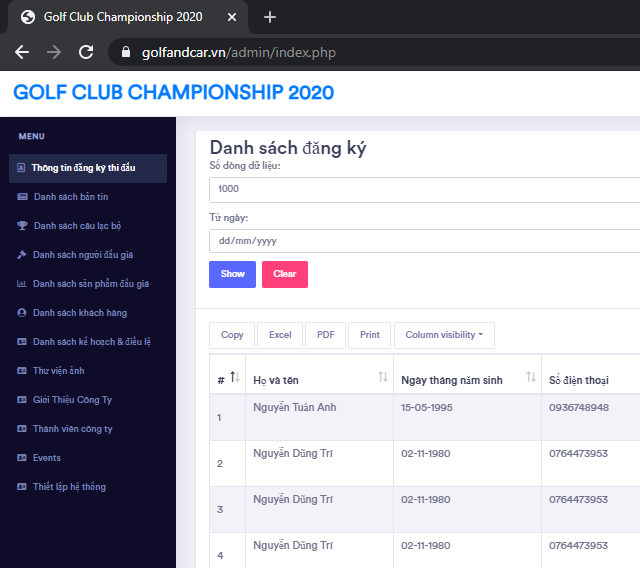 Golf Club Championship 2020
golfandcar.vn/admin/index.php
GOLF CLUB CHAMPIONSHIP 2020
MENU
Thông tin đăng ký thi đấu
Danh sách bản tin
Danh sách câu lạc bộ
Danh sách người đấu giá
Danh sách sản phẩm đấu giá
Danh sách khách hàng
Danh sách kế hoạch & điều lệ
Thư viện ảnh
Giới Thiệu Công Ty
Thành viên công ty
Events
Thiết lập hệ thống
Danh sách đăng ký
Số dòng dữ liệu:
1000
Từ ngày:
dd/mm/yyyy
Show Clear
Copy Excel PDF Print Column visibility
# Họ và tên Ngày tháng năm sinh Số điện thoại
1 Nguyễn Tuấn Anh 15-05-1995 0936748948
2 Nguyễn Dũng Trí 02-11-1980 0764473953
3 Nguyễn Dũng Trí 02-11-1980 0764473953
4 Nguyễn Dũng Trí 02-11-1980 0764473953